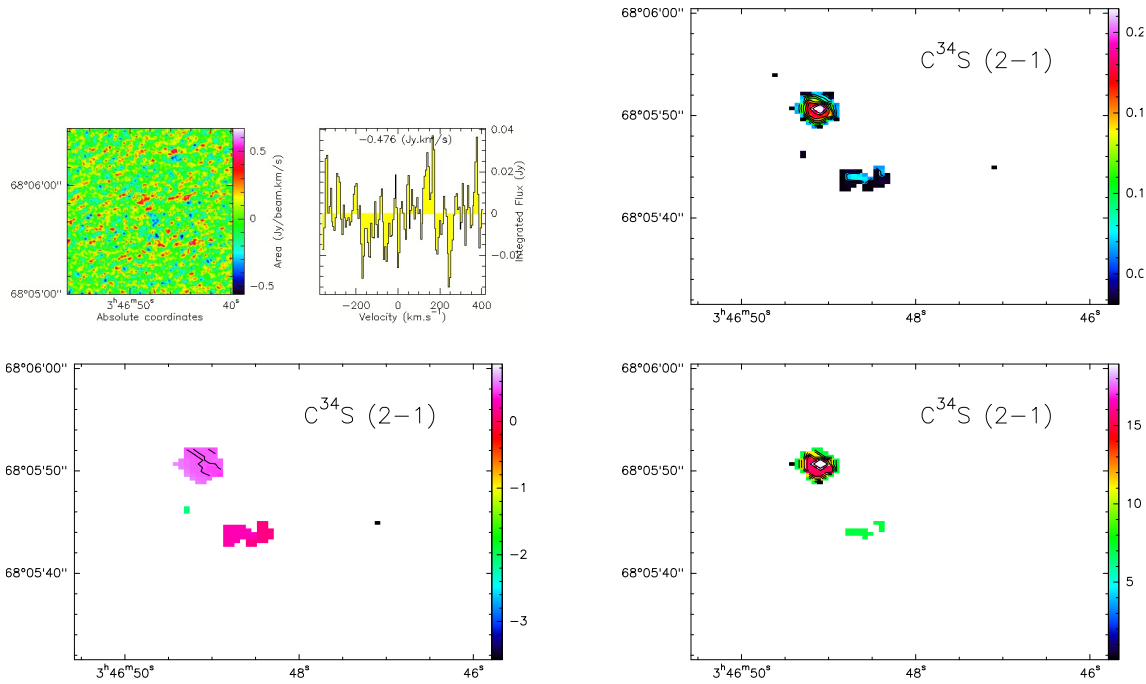 68°06'00"
68°05'00"
3ʰ46ᵐ50ˢ
40ˢ
Absolute coordinates
0.5
0
−0.5
Area (Jy/beam.km/s)
−0.476 (Jy.km/s)
0.04
0.02
0
−0.02
Integrated Flux (Jy)
−200
0
200
400
Velocity (km.s⁻¹)
68°06'00"
68°05'50"
68°05'40"
C³⁴S (2−1)
3ʰ46ᵐ50ˢ
48ˢ
46ˢ
0.2
0.1
0.1
0.0
68°06'00"
68°05'50"
68°05'40"
C³⁴S (2−1)
3ʰ46ᵐ50ˢ
48ˢ
46ˢ
0
−1
−2
−3
68°06'00"
68°05'50"
68°05'40"
C³⁴S (2−1)
3ʰ46ᵐ50ˢ
48ˢ
46ˢ
15
10
5